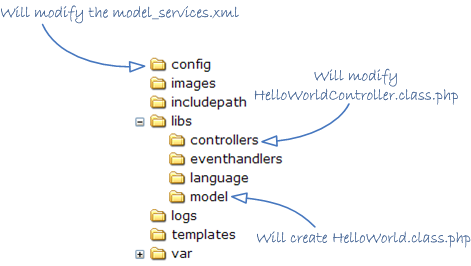 Will modify the model_services.xml
config
images
Will modify
HelloWorldController.class.php
includepath
libs
controllers
eventhandlers
language
model
logs
templates
Will create HelloWorld.class.php
var